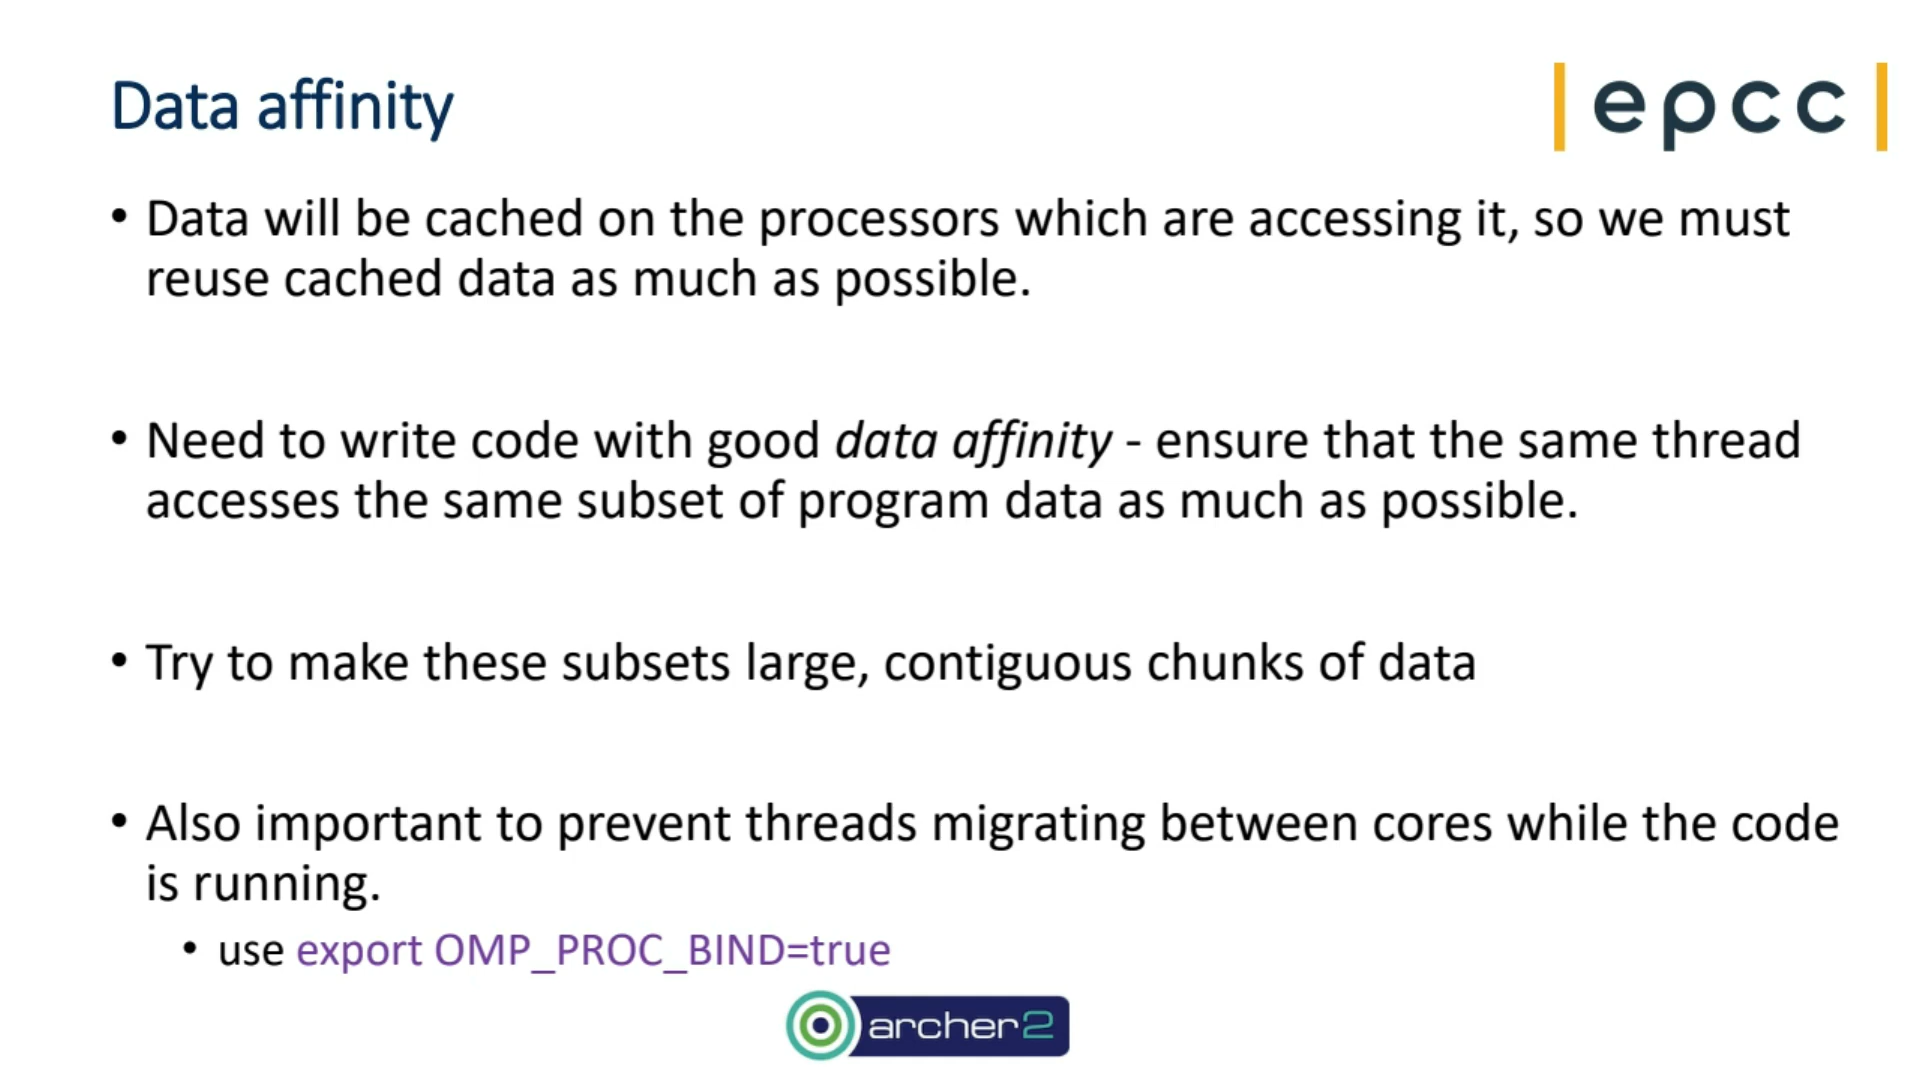 Data affinity
|epcc|
• Data will be cached on the processors which are accessing it, so we must
reuse cached data as much as possible.
• Need to write code with good data affinity - ensure that the same thread
accesses the same subset of program data as much as possible.
• Try to make these subsets large, contiguous chunks of data
• Also important to prevent threads migrating between cores while the code
is running.
• use export OMP_PROC_BIND=true
archer2